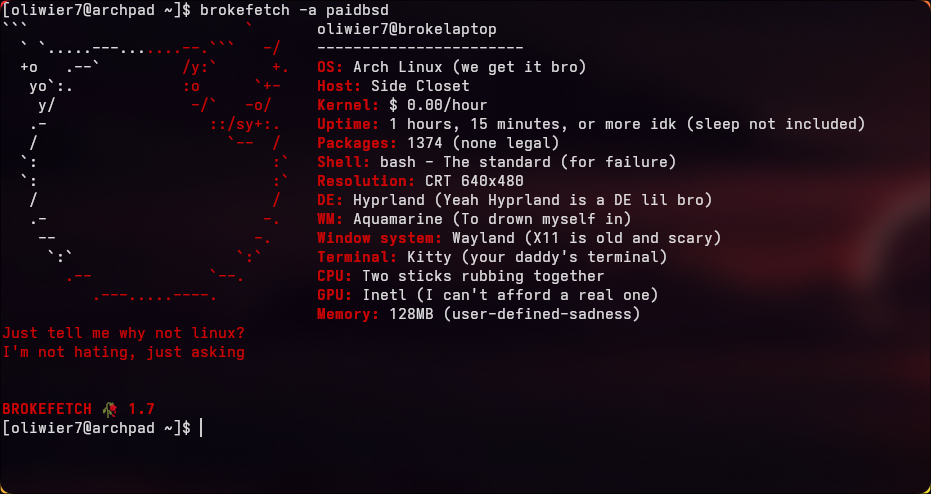 [oliwier7@archpad ~]$ brokefetch -a paidbsd
```                        `
  ` `.....---.......--.```   -/
  +o   .--`         /y:`      +.
   yo`:.            :o      `+-
    y/               -/`   -o/
   .-                  ::/sy+:.
   /                     `--  /
  `:                          :`
  `:                          :`
   /                          /
   .-                        -.
    --                      -.
     `:`                  `:`
       .--             `--.
          .---.....----.
oliwier7@brokelaptop
-----------------------
OS: Arch Linux (we get it bro)
Host: Side Closet
Kernel: $ 0.00/hour
Uptime: 1 hours, 15 minutes, or more idk (sleep not included)
Packages: 1374 (none legal)
Shell: bash - The standard (for failure)
Resolution: CRT 640x480
DE: Hyprland (Yeah Hyprland is a DE lil bro)
WM: Aquamarine (To drown myself in)
Window system: Wayland (X11 is old and scary)
Terminal: Kitty (your daddy's terminal)
CPU: Two sticks rubbing together
GPU: Inetl (I can't afford a real one)
Memory: 128MB (user-defined-sadness)
Just tell me why not linux?
I'm not hating, just asking
BROKEFETCH 🥀 1.7
[oliwier7@archpad ~]$